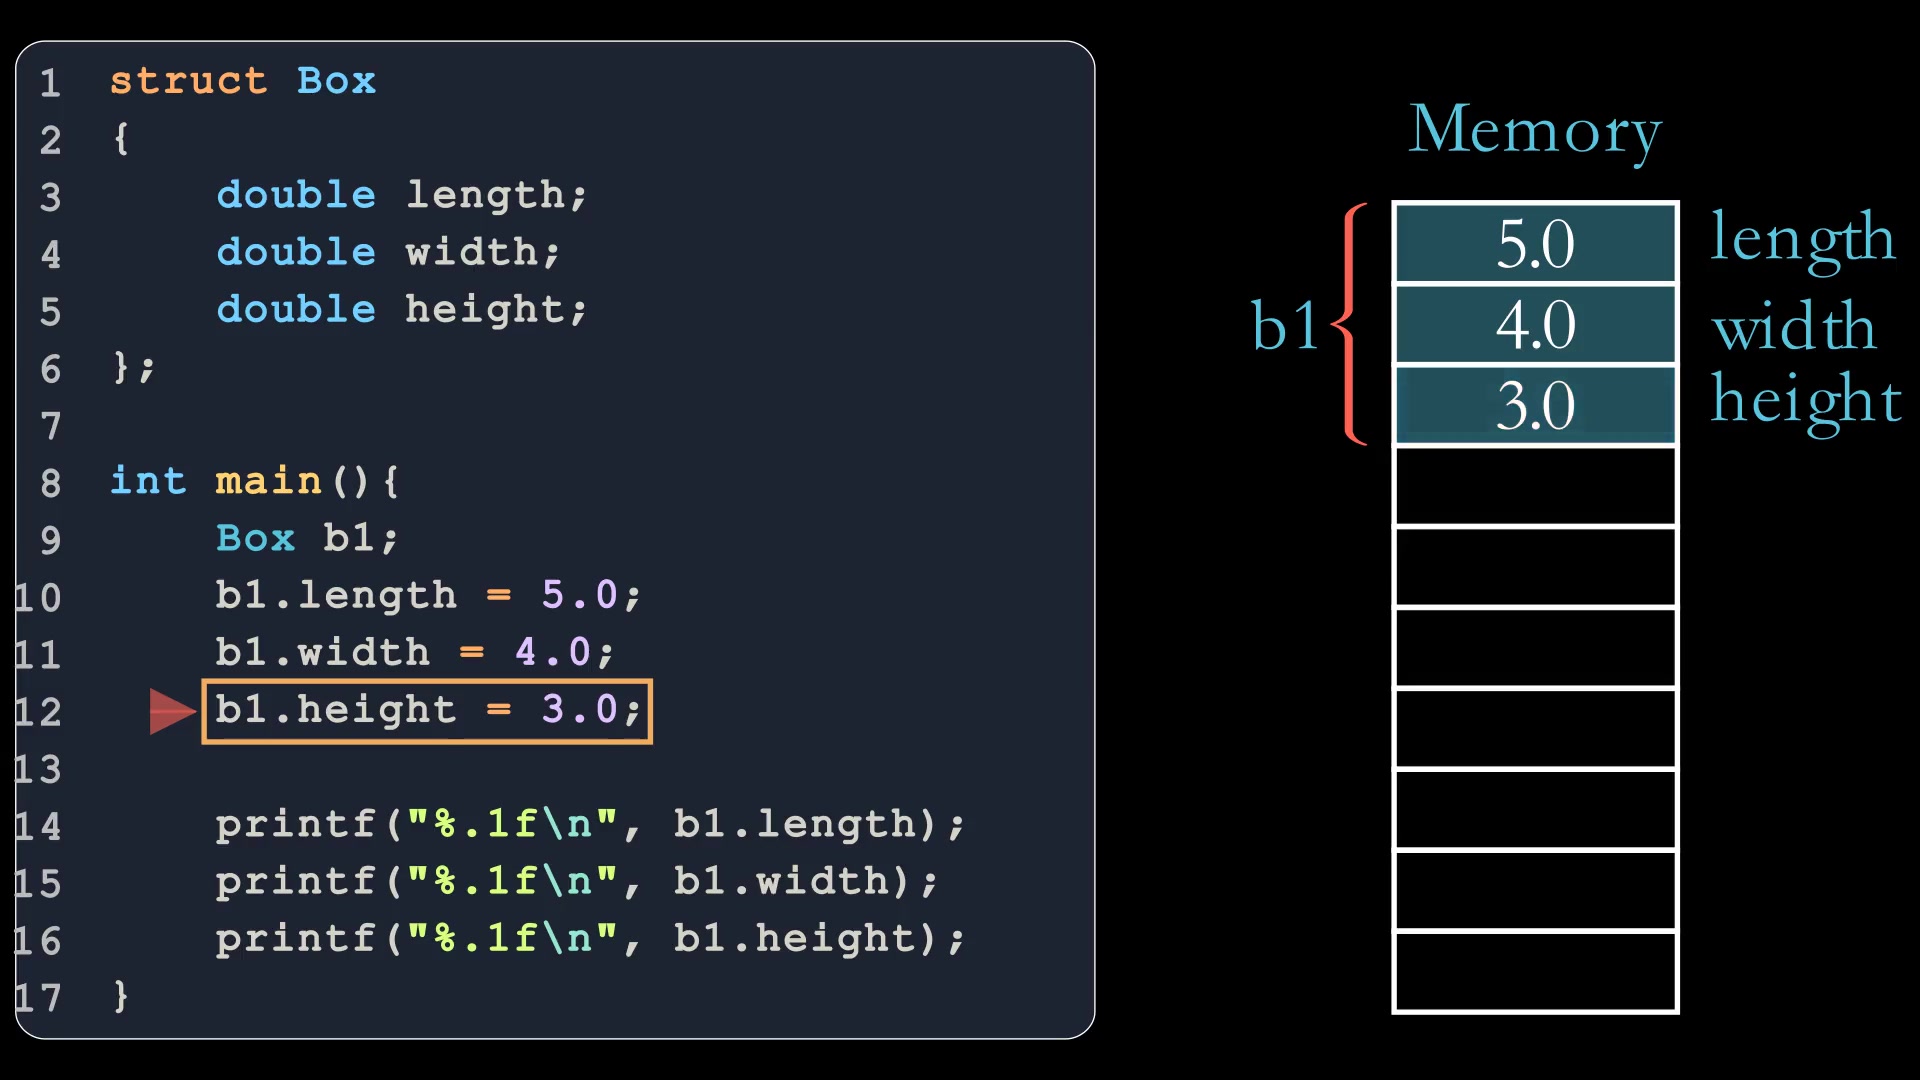 1 struct Box
2 {
3 double length;
4 double width;
5 double height;
6 };
7
8 int main(){
9 Box b1;
10 b1.length = 5.0;
11 b1.width = 4.0;
12 b1.height = 3.0;
13
14 printf("%.1f\n", b1.length);
15 printf("%.1f\n", b1.width);
16 printf("%.1f\n", b1.height);
17 }
Memory
5.0 length
b1 4.0 width
3.0 height